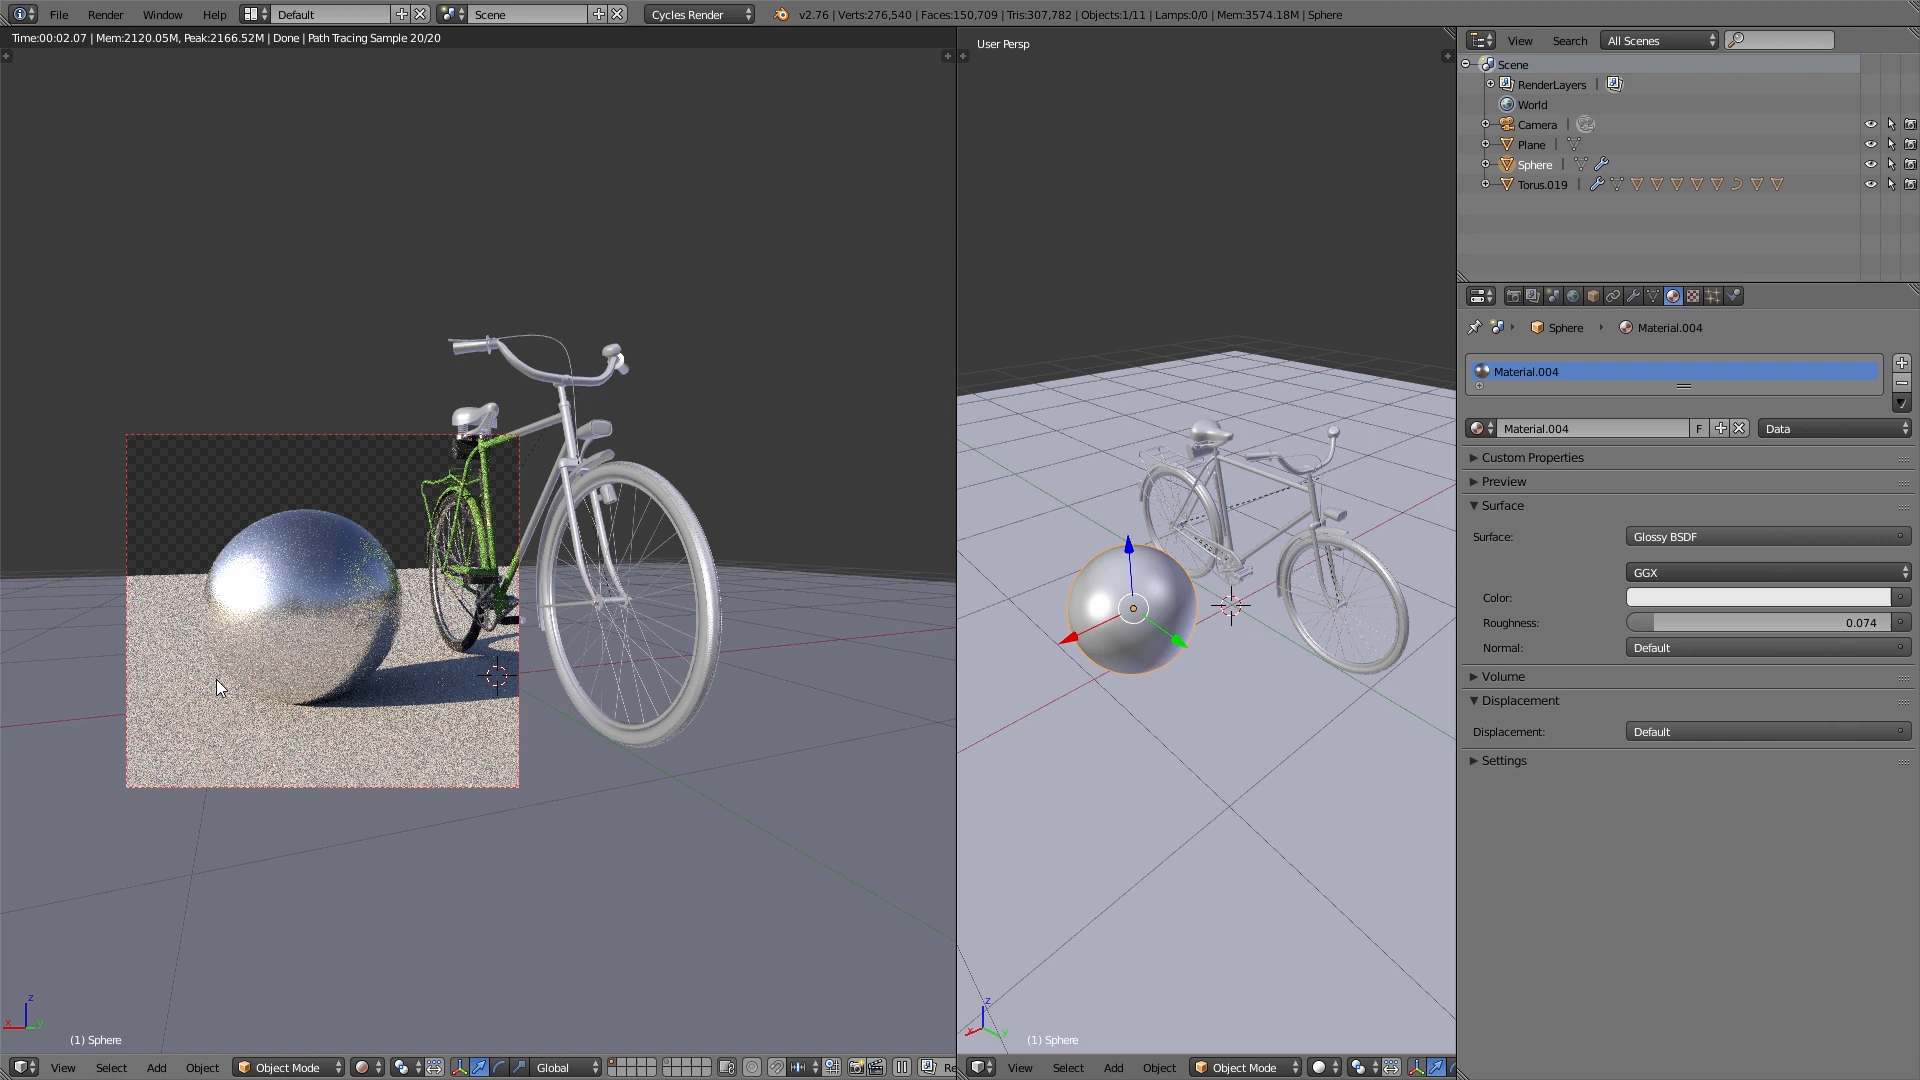 File Render Window Help Default Scene Cycles Render v2.76 | Verts:276,540 | Faces:150,709 | Tris:307,782 | Objects:1/11 | Lamps:0/0 | Mem:3574.18M | Sphere
Time:00:02.07 | Mem:2120.05M, Peak:2166.52M | Done | Path Tracing Sample 20/20
User Persp
View Search All Scenes
Scene
RenderLayers |
World
Camera |
Plane |
Sphere |
Torus.019 |
Sphere Material.004
Material.004
Material.004 F Data
Custom Properties
Preview
Surface
Surface: Glossy BSDF
GGX
Color:
Roughness: 0.074
Normal: Default
Volume
Displacement
Displacement: Default
Settings
z
x y
(1) Sphere
z
x y
(1) Sphere
View Select Add Object Object Mode Global Re
View Select Add Object Object Mode